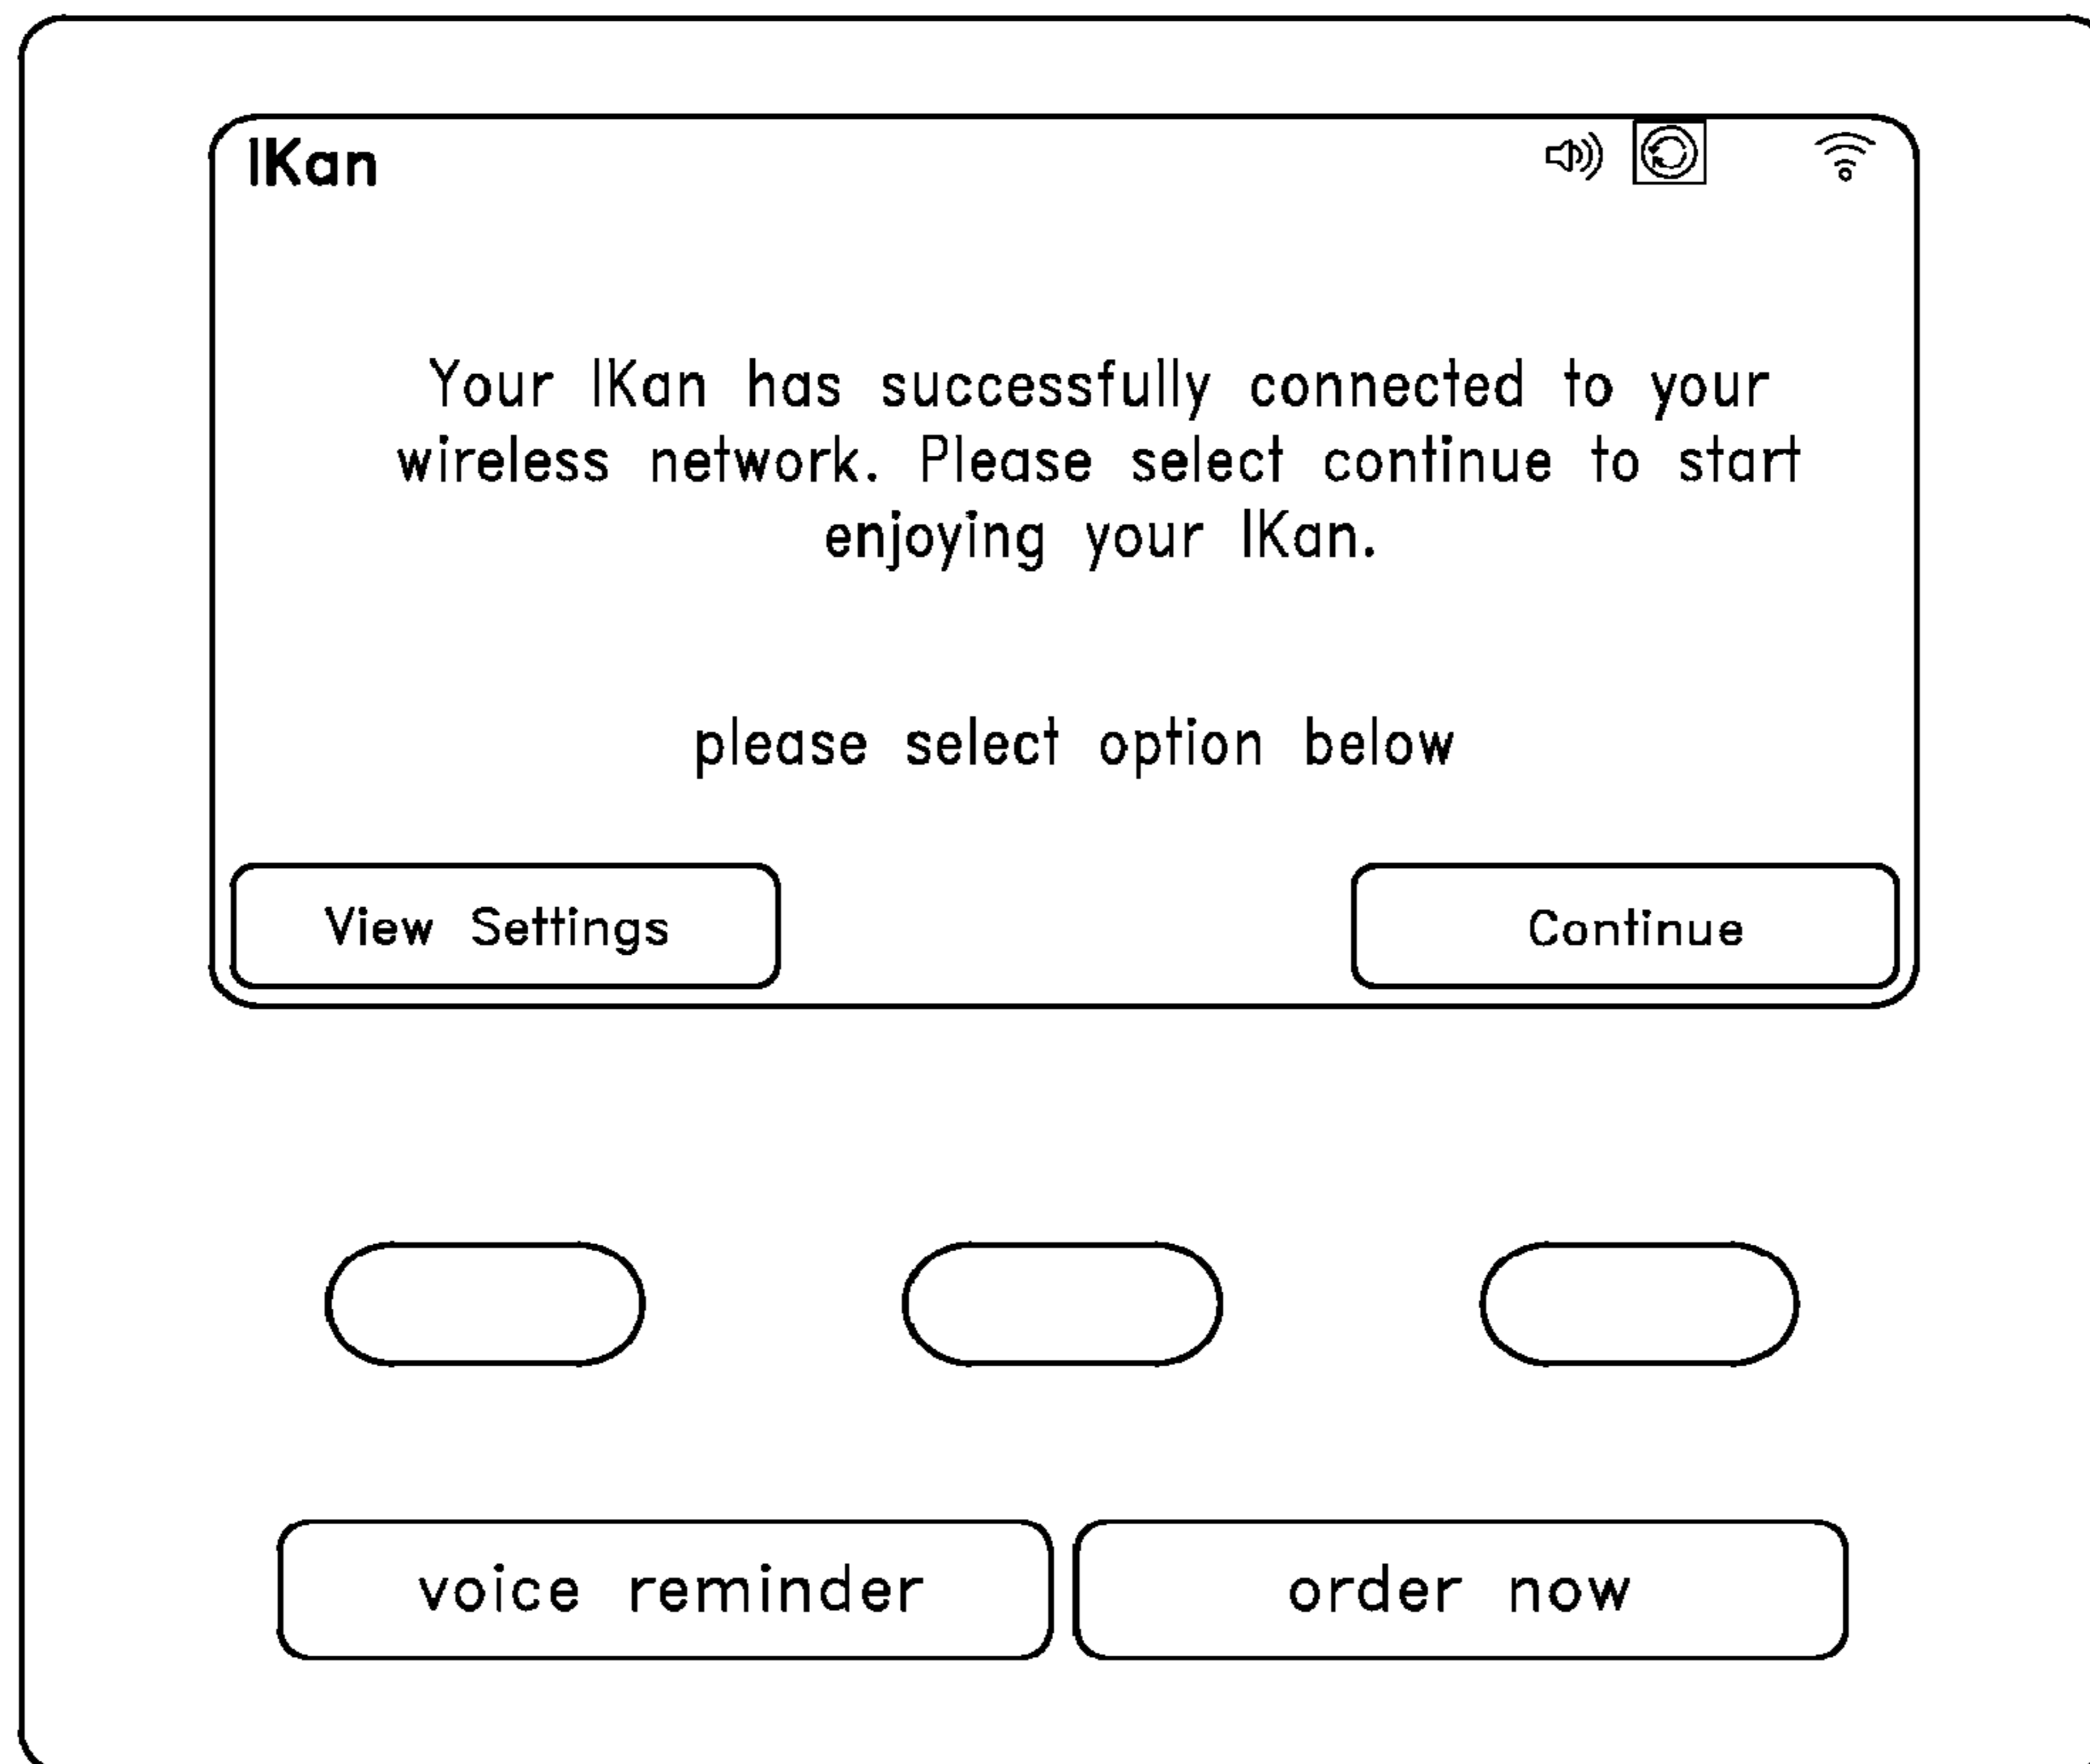 IKan
Your IKan has successfully connected to your
wireless network. Please select continue to start
enjoying your IKan.
please select option below
View Settings
Continue
voice reminder
order now